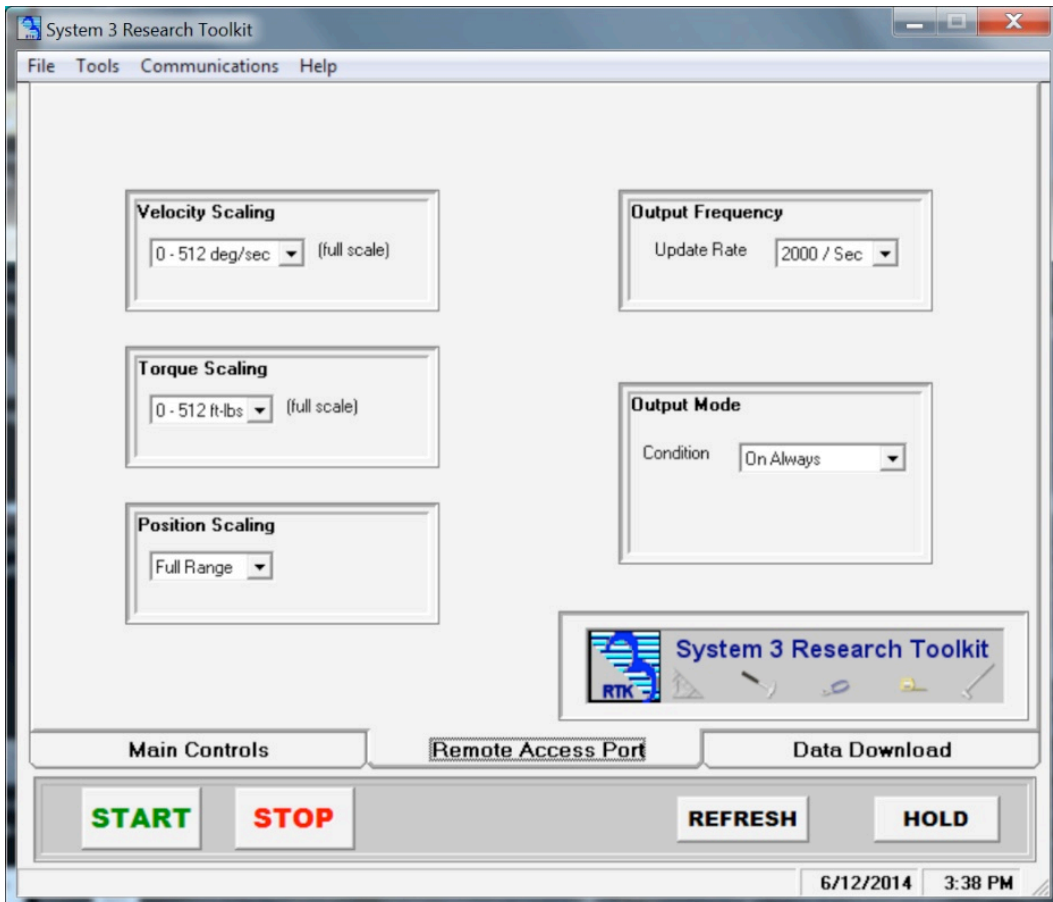 System 3 Research Toolkit
File Tools Communications Help
Velocity Scaling
0 - 512 deg/sec (full scale)
Torque Scaling
0 - 512 ft-lbs (full scale)
Position Scaling
Full Range
Output Frequency
Update Rate 2000 / Sec
Output Mode
Condition On Always
System 3 Research Toolkit
RTK
Main Controls Remote Access Port Data Download
START STOP REFRESH HOLD
6/12/2014 3:38 PM